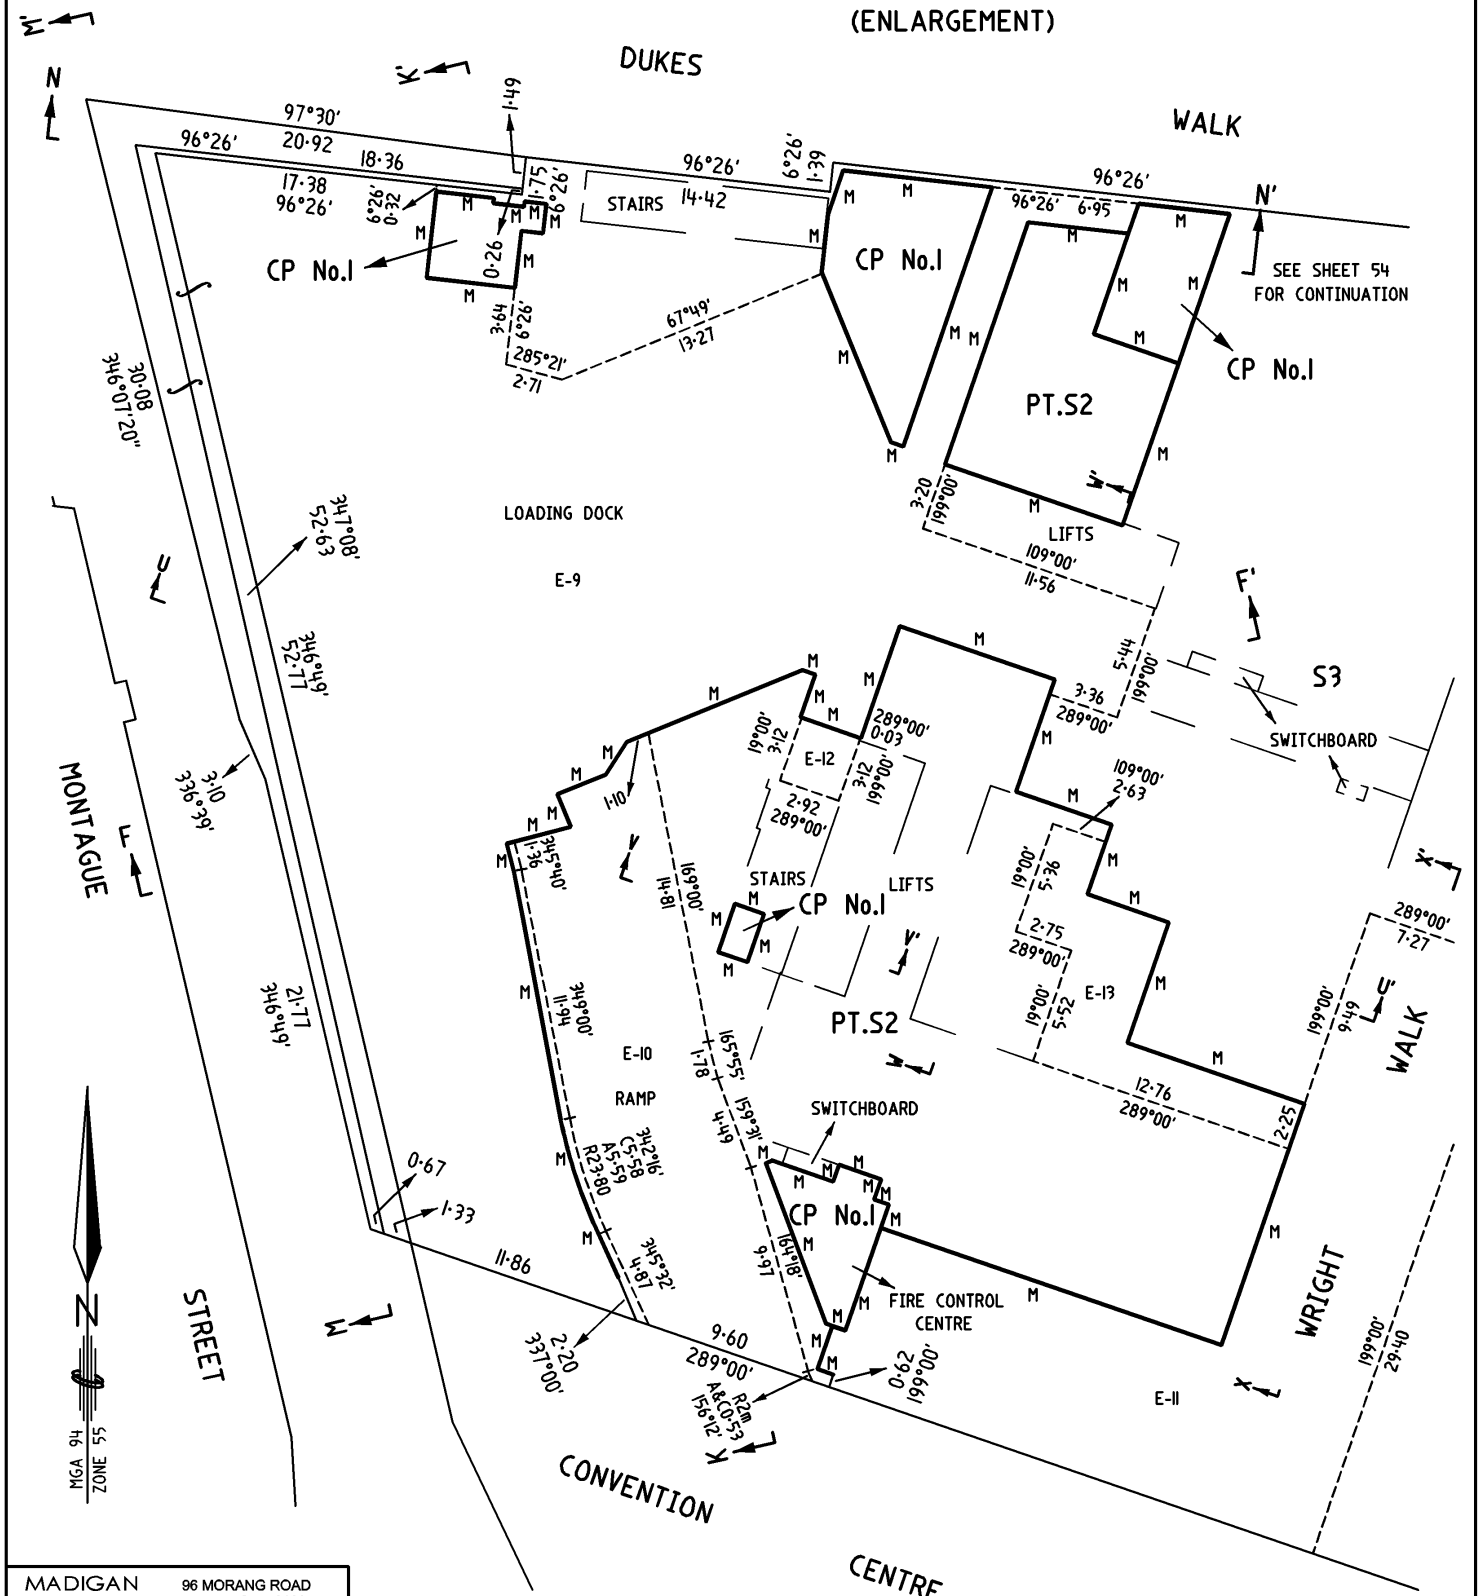 (ENLARGEMENT)
M'
N
K'
DUKES
WALK
1·49
97°30'
20·92
96°26'
18·36
17·38
96°26'
6°26'
0·32
1·75
6°26'
96°26'
14·42
STAIRS
6°26'
1·39
96°26'
96°26' 6·95
N'
SEE SHEET 54
FOR CONTINUATION
CP No.1
0·26
CP No.1
CP No.1
PT.S2
3·64
6°26'
285°21'
2·71
67°49'
13·27
30·08
346°07'20"
347°08'
52·63
346°49'
52·77
LOADING DOCK
E-9
U
3·20
199°00'
W'
LIFTS
109°00'
11·56
F'
5·44
199°00'
3·36
289°00'
S3
SWITCHBOARD
MONTAGUE
3·10
336°39'
F
19°00'
3·12
E-12
289°00'
0·03
3·12
199°00'
2·92
289°00'
1·10
V
1·36
345°40'
169°00'
14·81
STAIRS
LIFTS
CP No.1
V'
109°00'
2·63
19°00'
5·36
2·75
289°00'
19°00'
5·52
E-13
X'
289°00'
7·27
199°00'
9·49
U'
WALK
21·77
346°49'
349°00'
11·94
E-10
RAMP
165°55'
1·78
159°31'
4·49
PT.S2
W
SWITCHBOARD
12·76
289°00'
2·25
342°16'
C5·58
A5·59
R23·80
CP No.1
164°18'
9·97
FIRE CONTROL
CENTRE
0·67
1·33
11·86
345°32'
4·87
2·20
337°00'
9·60
289°00'
0·62
199°00'
R2m
A&C0·53
156°12'
K
M
STREET
N
MGA 94
ZONE 55
WRIGHT
199°00'
29·40
X
E-11
CONVENTION
CENTRE
MADIGAN 96 MORANG ROAD